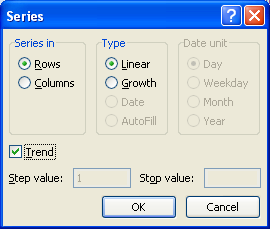 Series
Series in
Rows
Columns
Type
Linear
Growth
Date
AutoFill
Date unit
Day
Weekday
Month
Year
Trend
Step value: 1
Stop value:
OK
Cancel